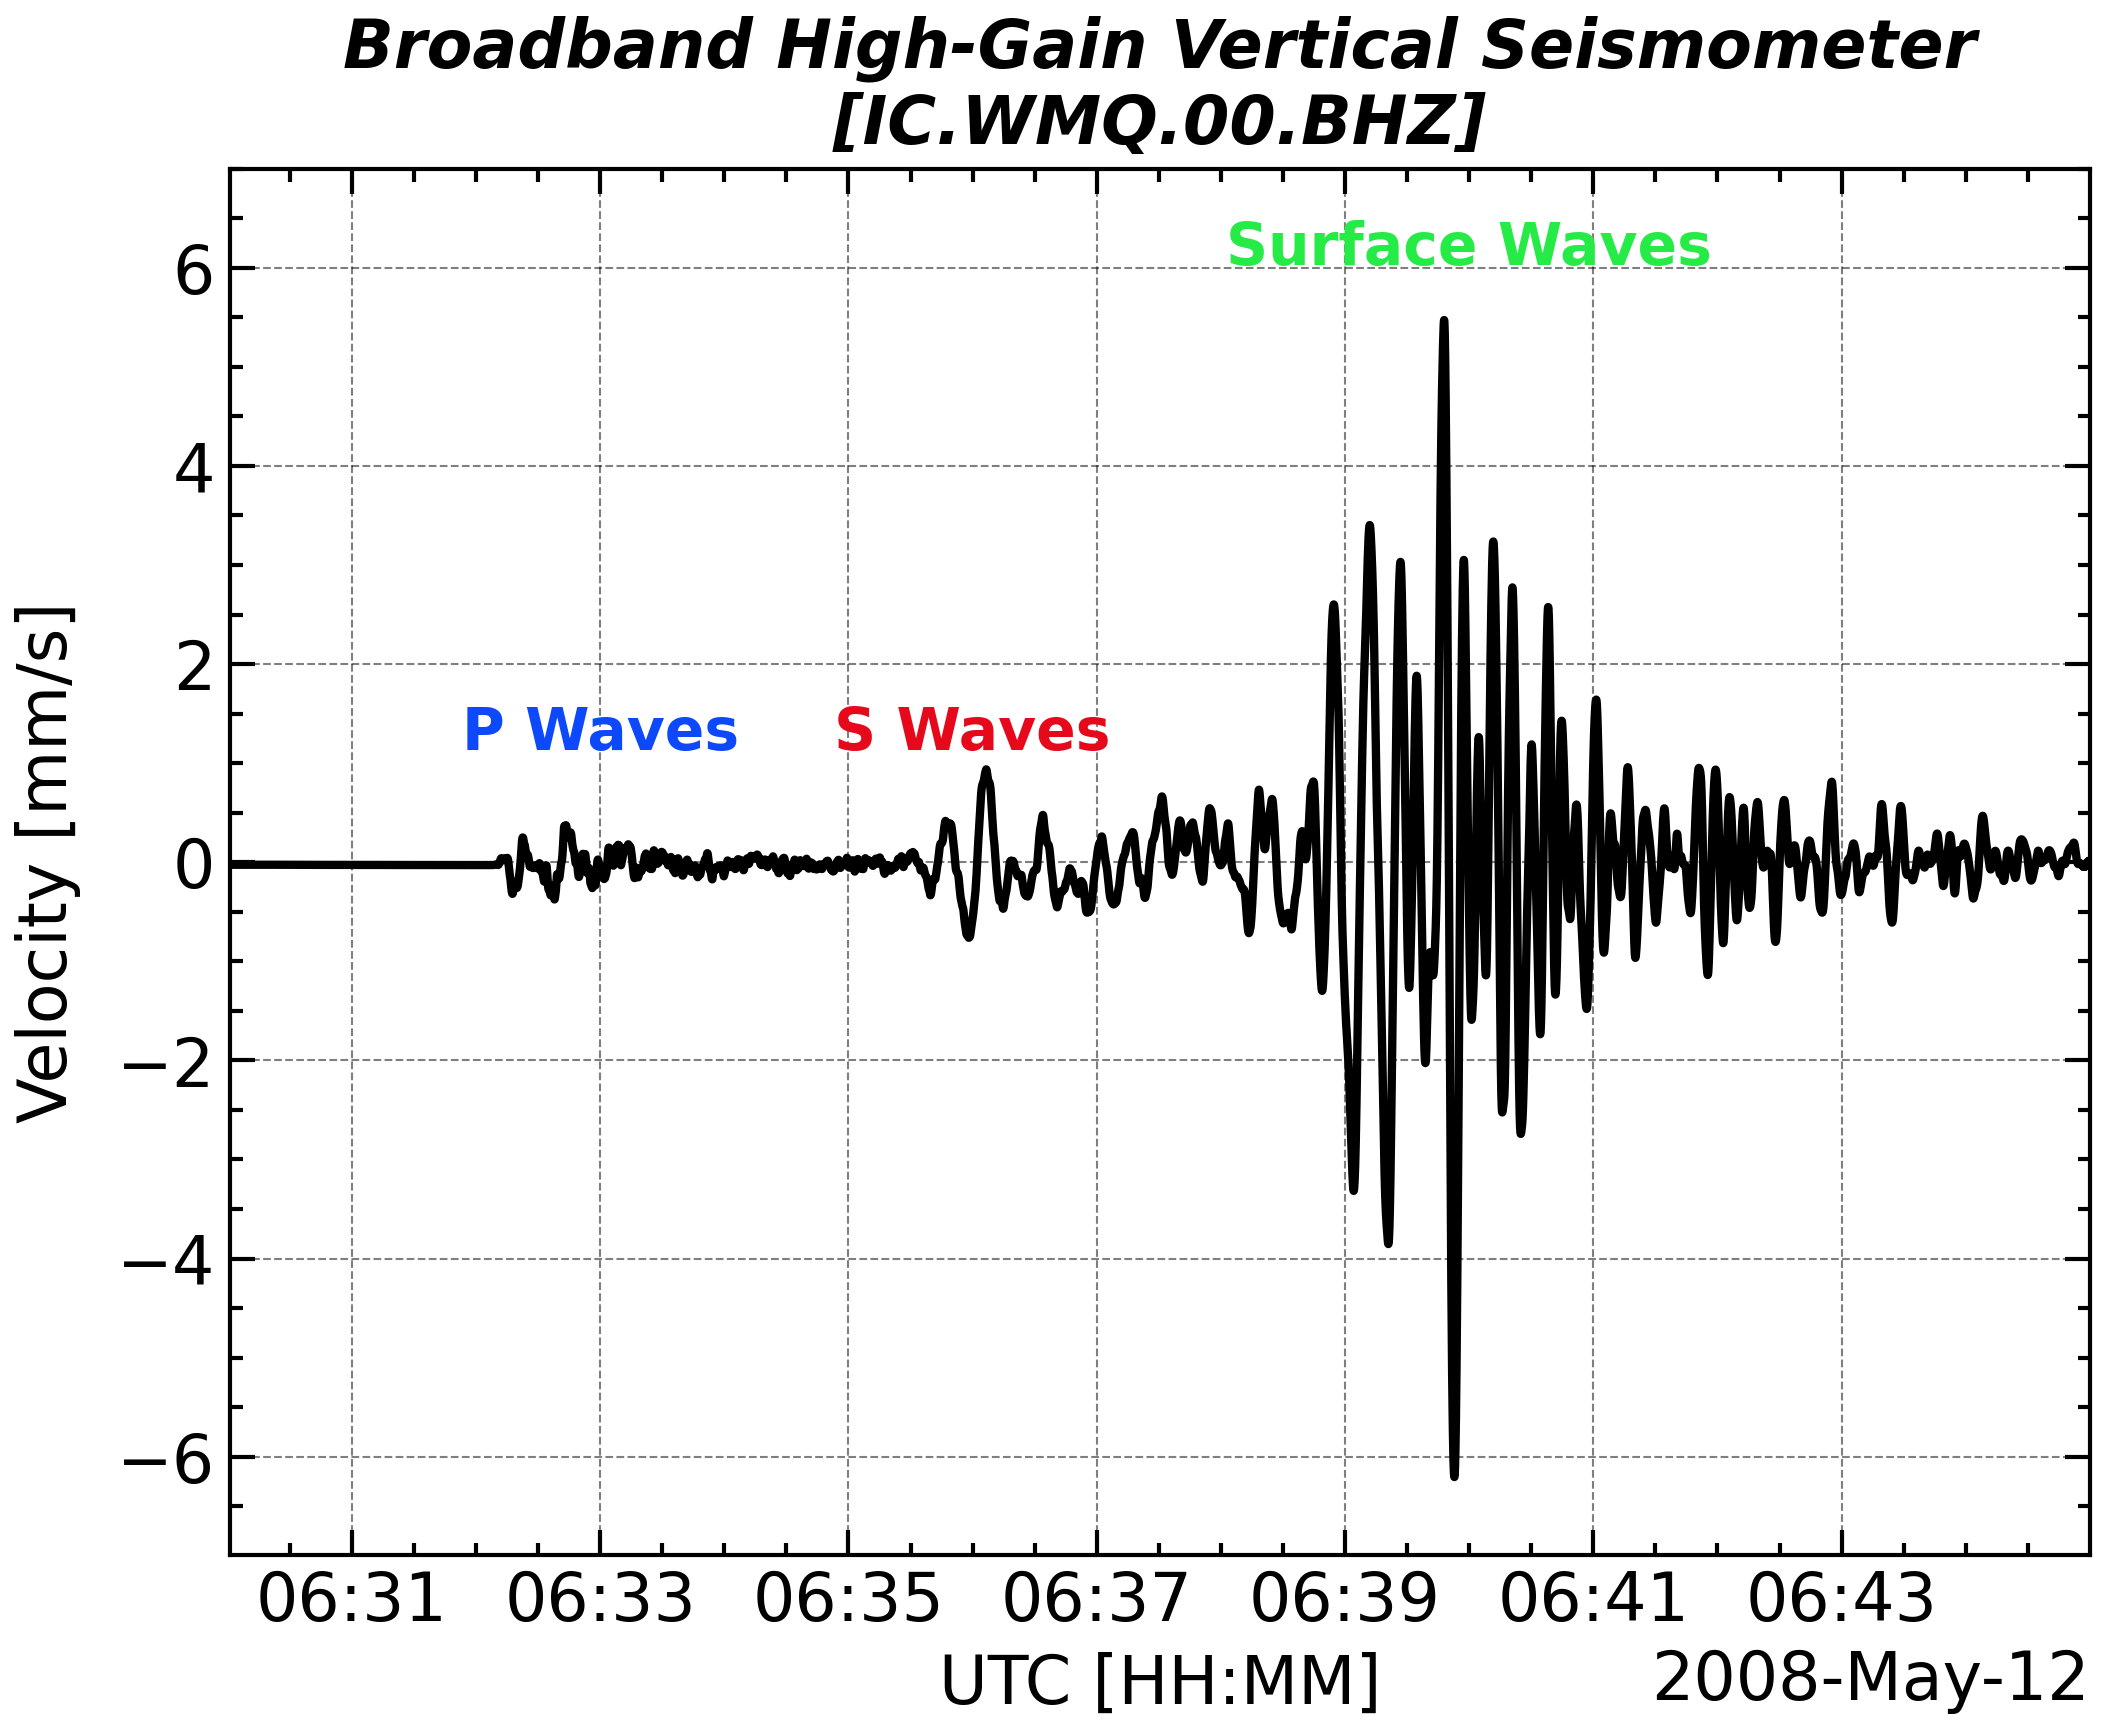 Broadband High-Gain Vertical Seismometer
[IC.WMQ.00.BHZ]
Surface Waves
P Waves
S Waves
Velocity [mm/s]
6
4
2
0
−2
−4
−6
06:31 06:33 06:35 06:37 06:39 06:41 06:43
UTC [HH:MM]
2008-May-12